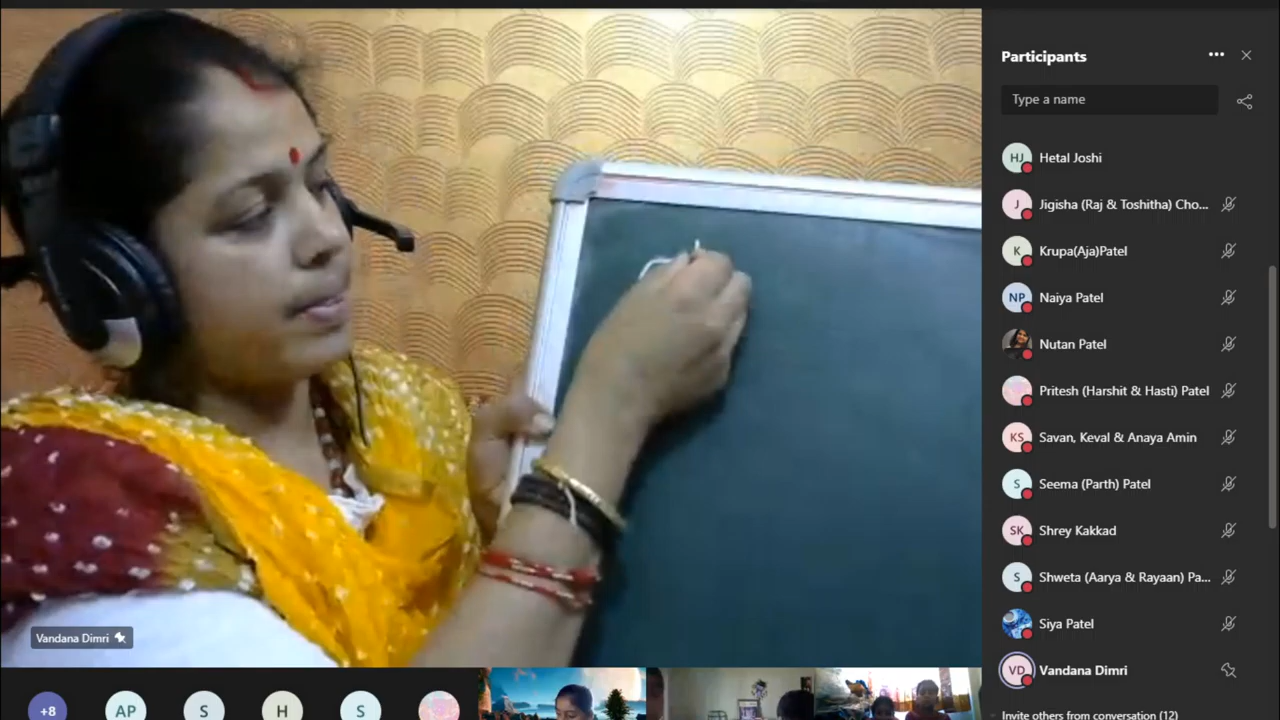 Participants
Type a name
HJ Hetal Joshi
J Jigisha (Raj & Toshitha) Cho...
K Krupa(Aja)Patel
NP Naiya Patel
Nutan Patel
Pritesh (Harshit & Hasti) Patel
KS Savan, Keval & Anaya Amin
S Seema (Parth) Patel
SK Shrey Kakkad
S Shweta (Aarya & Rayaan) Pa...
Siya Patel
VD Vandana Dimri
Invite others from conversation (12)
Vandana Dimri
+8 AP S H S